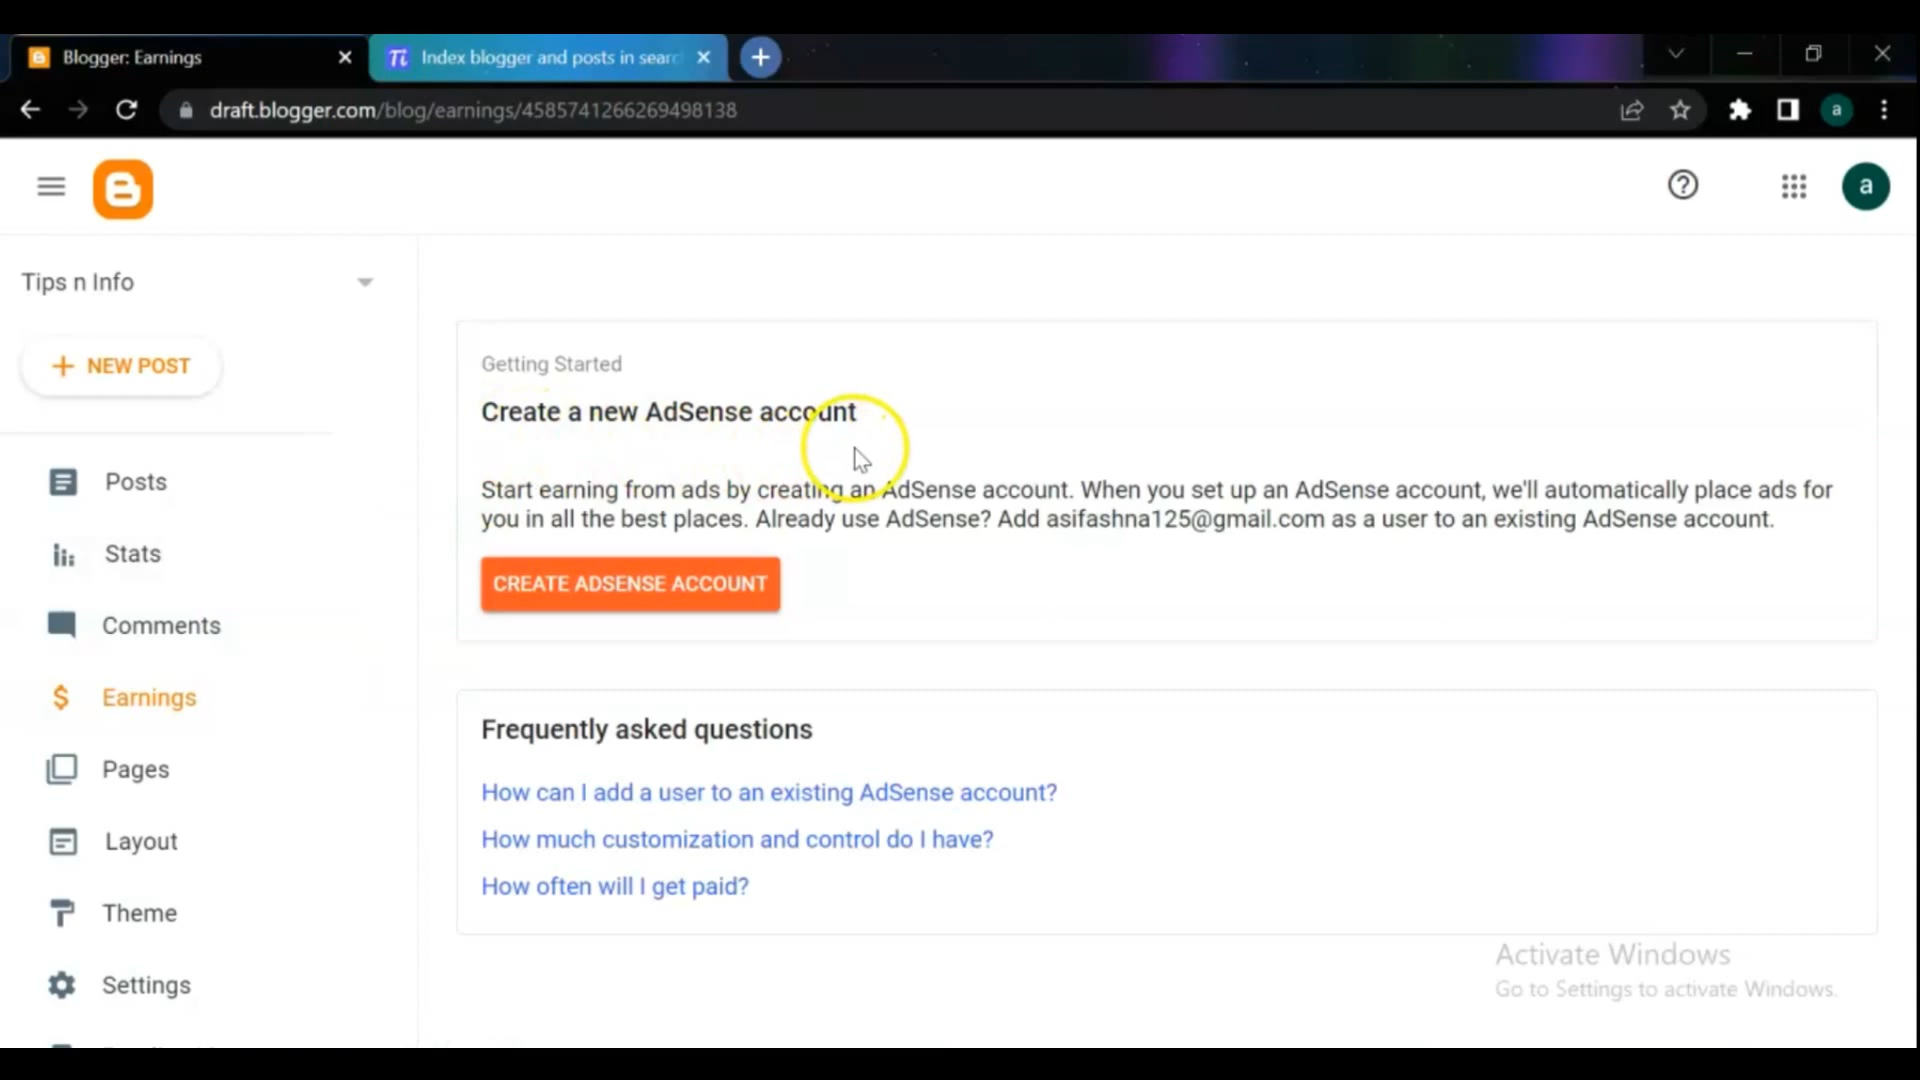 Blogger: Earnings
Index blogger and posts in searc
draft.blogger.com/blog/earnings/4585741266269498138
a
a
Tips n Info
NEW POST
Getting Started
Create a new AdSense account
Start earning from ads by creating an AdSense account. When you set up an AdSense account, we'll automatically place ads for
you in all the best places. Already use AdSense? Add asifashna125@gmail.com as a user to an existing AdSense account.
CREATE ADSENSE ACCOUNT
Posts
Stats
Comments
Earnings
Pages
Layout
Theme
Settings
Frequently asked questions
How can I add a user to an existing AdSense account?
How much customization and control do I have?
How often will I get paid?
Activate Windows
Go to Settings to activate Windows.